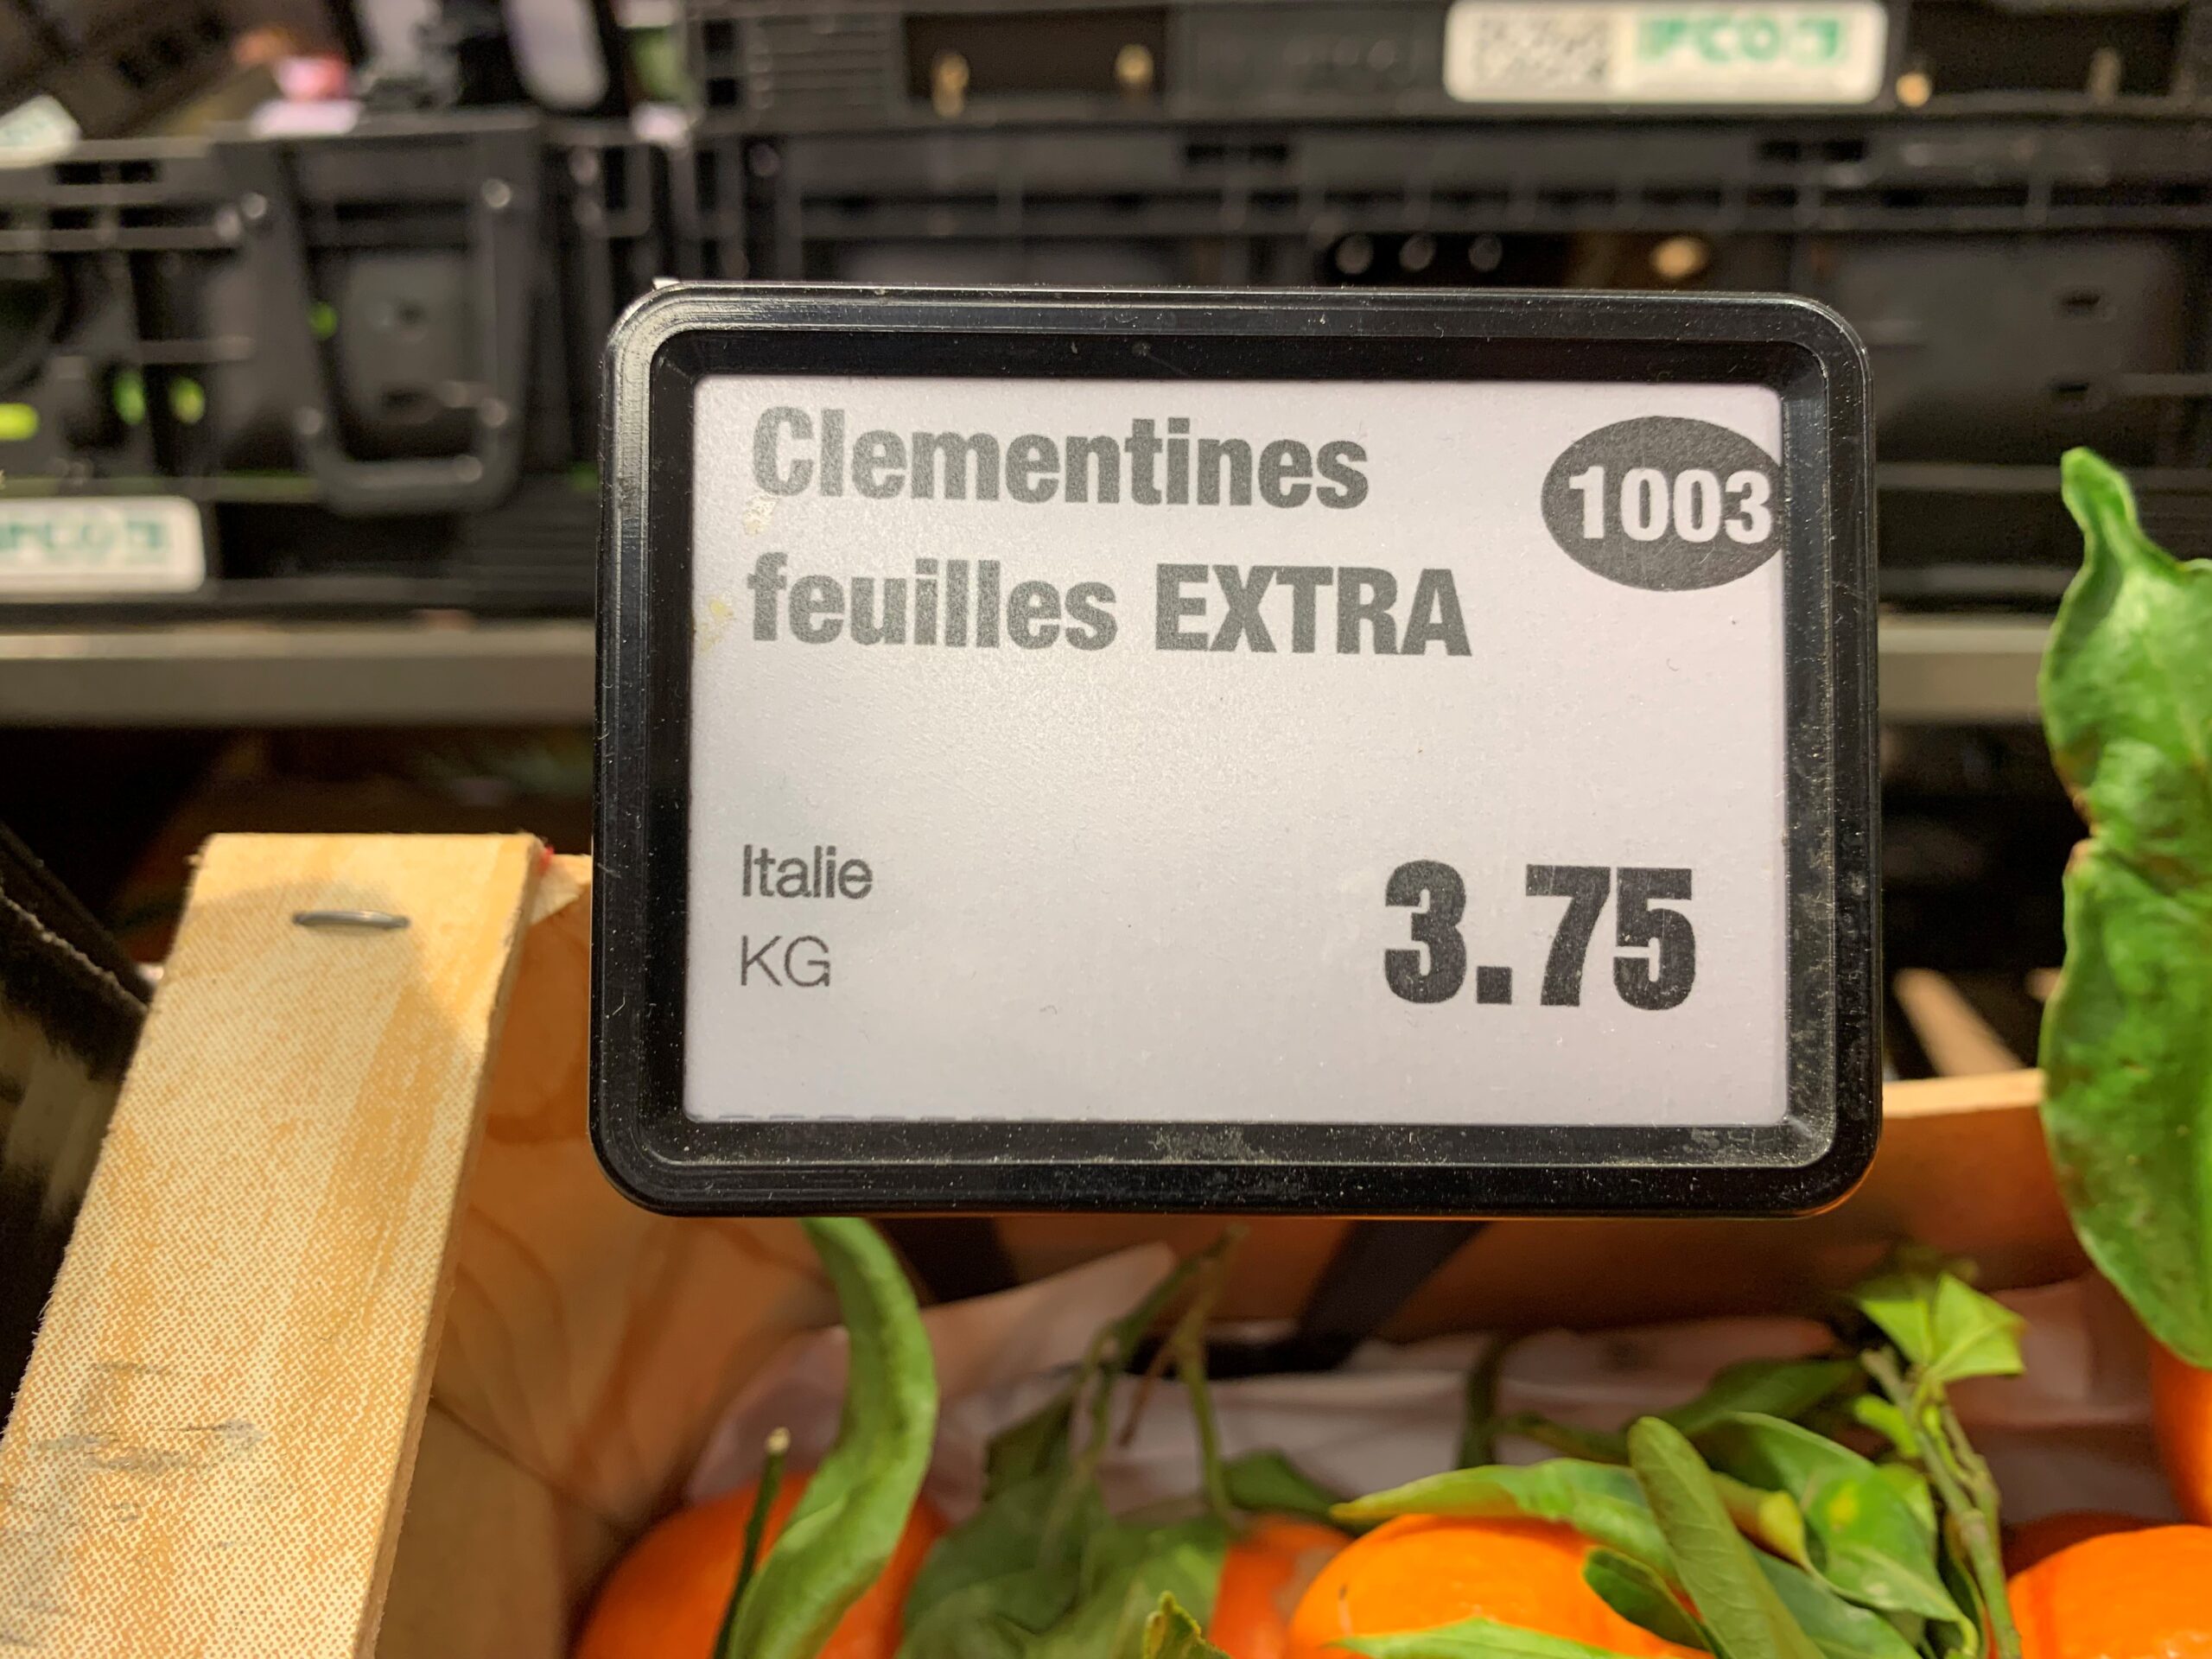 Clementines
feuilles EXTRA
1003
Italie
KG
3.75